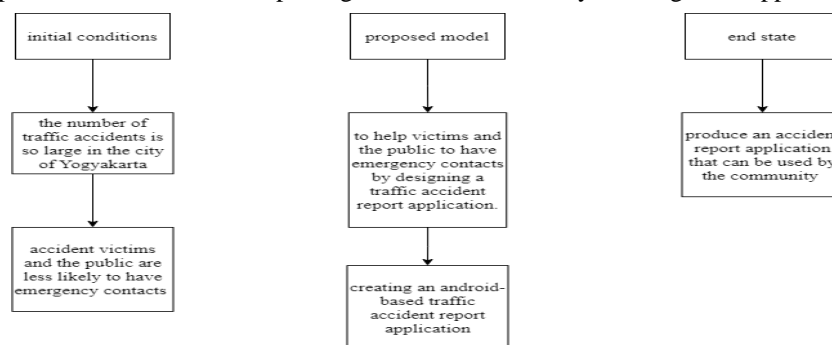 initial conditions
the number of
traffic accidents is
so large in the city
of Yogyakarta
accident victims
and the public are
less likely to have
emergency contacts
proposed model
to help victims and
the public to have
emergency contacts
by designing a
traffic accident
report application.
creating an android-
based traffic
accident report
application
end state
produce an accident
report application
that can be used by
the community